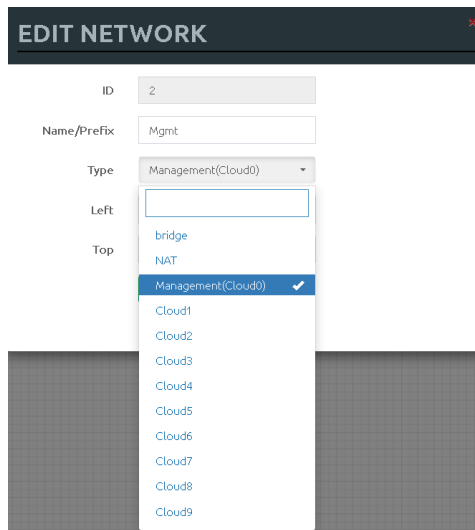 EDIT NETWORK
ID
2
Name/Prefix
Mgmt
Type
Management(Cloud0)
Left
Top
bridge
NAT
Management(Cloud0)
Cloud1
Cloud2
Cloud3
Cloud4
Cloud5
Cloud6
Cloud7
Cloud8
Cloud9